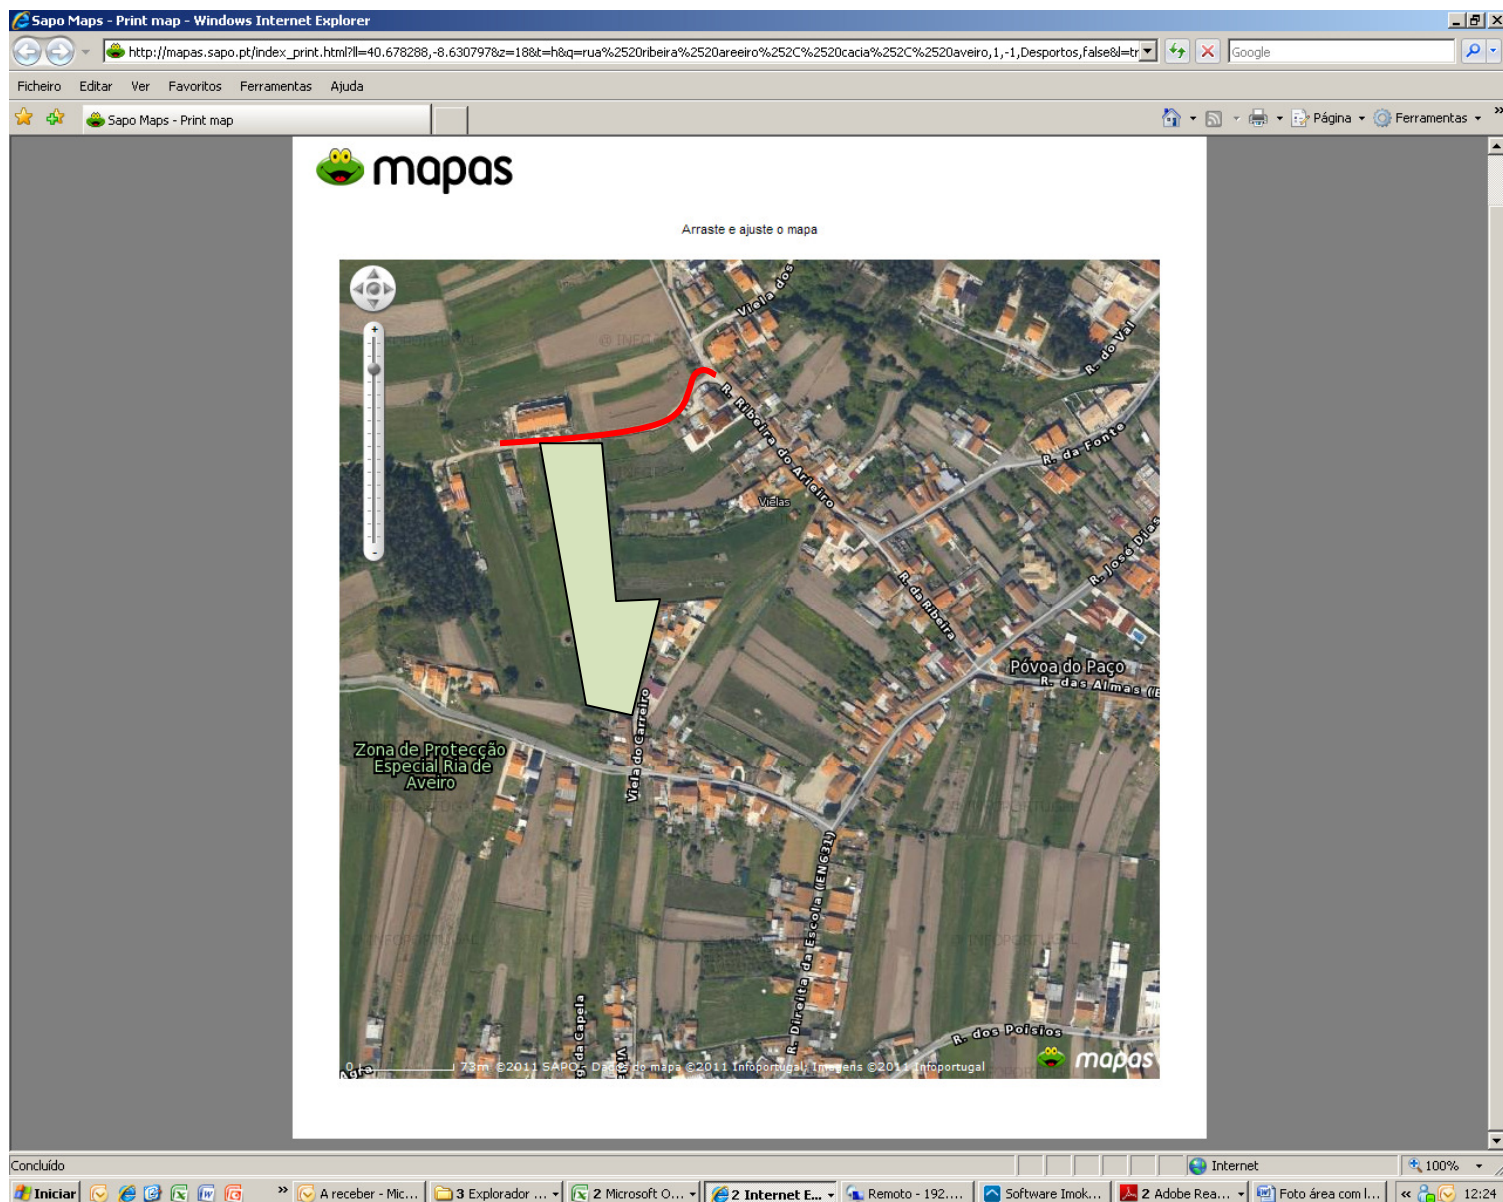 Sapo Maps - Print map - Windows Internet Explorer
http://mapas.sapo.pt/index_print.html?ll=40.678288,-8.630797&z=18&t=h&q=rua%2520ribeira%2520areeiro%252C%2520cacia%252C%2520aveiro,1,-1,Desportos,false&l=tr
Google
Ficheiro Editar Ver Favoritos Ferramentas Ajuda
Sapo Maps - Print map
Página Ferramentas »
mapas
Arraste e ajuste o mapa
Viela dos
R. do Val
R. Ribeira do Arieiro
R. da Fonte
Vielas
R. José Dias
R. da Ribeira
Póvoa do Paço
R. das Almas (E
Viela do Carreiro
Zona de Protecção
Especial Ria de
Aveiro
@ INFOPORTUGAL
R. Direita da Escola (EN631)
da Capela
R. dos Poisios
mapas
0 73m ©2011 SAPO - Dados do mapa ©2011 Infoportugal; Imagens ©2011 Infoportugal
Agra
Concluído
Internet
100%
Iniciar
» A receber - Mic... 3 Explorador ... 2 Microsoft O... 2 Internet E... Remoto - 192.... Software Imok... 2 Adobe Rea... Foto área com l... « 12:24